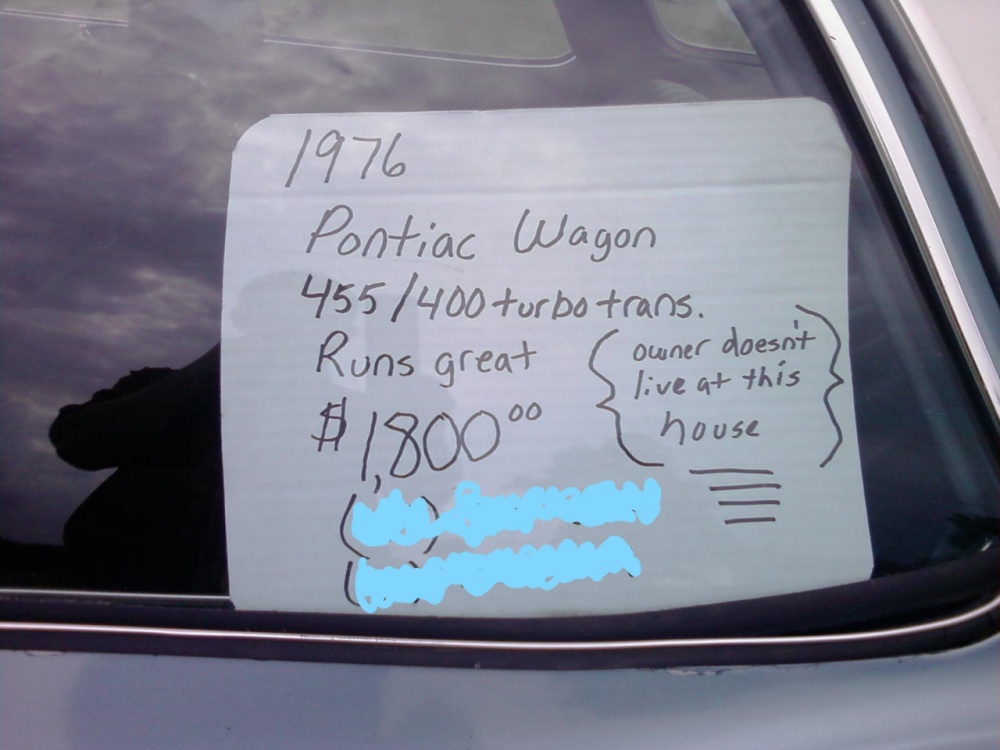 1976
Pontiac Wagon
455/400 turbo trans.
Runs great
$1,800⁰⁰
{owner doesn't
live at this
house}